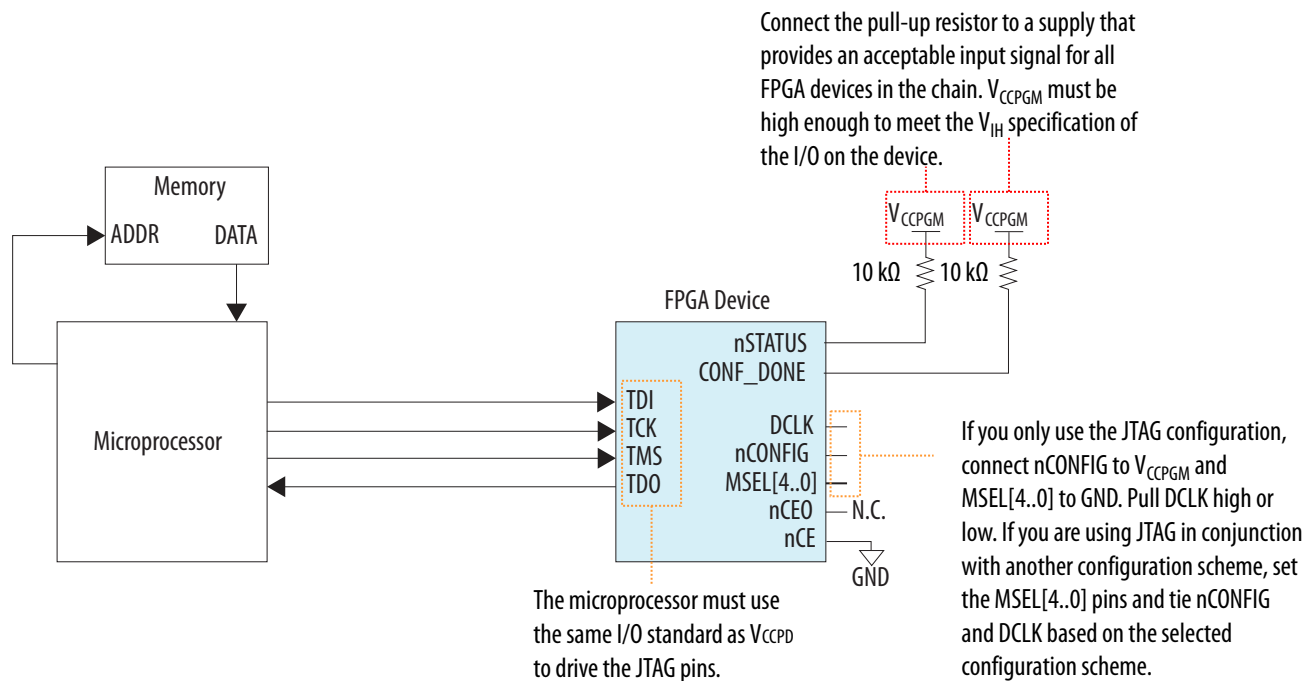 Connect the pull-up resistor to a supply that
provides an acceptable input signal for all
FPGA devices in the chain. VCCPGM must be
high enough to meet the VIH specification of
the I/O on the device.
Memory
ADDR DATA
VCCPGM VCCPGM
10 kΩ 10 kΩ
FPGA Device
nSTATUS
CONF_DONE
Microprocessor
TDI
TCK
TMS
TDO
DCLK
nCONFIG
MSEL[4..0]
nCEO N.C.
nCE
GND
If you only use the JTAG configuration,
connect nCONFIG to VCCPGM and
MSEL[4..0] to GND. Pull DCLK high or
low. If you are using JTAG in conjunction
with another configuration scheme, set
the MSEL[4..0] pins and tie nCONFIG
and DCLK based on the selected
configuration scheme.
The microprocessor must use
the same I/O standard as VCCPD
to drive the JTAG pins.